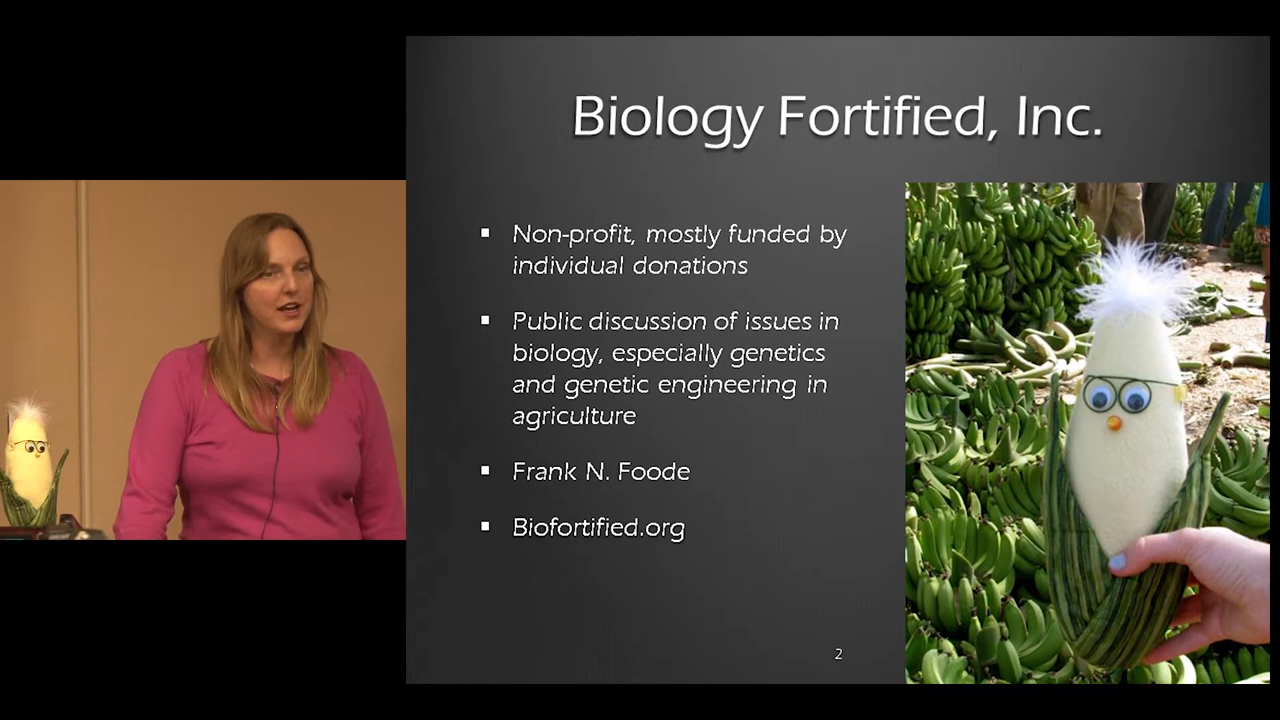 Biology Fortified, Inc.
▪ Non-profit, mostly funded by
individual donations
▪ Public discussion of issues in
biology, especially genetics
and genetic engineering in
agriculture
▪ Frank N. Foode
▪ Biofortified.org
2